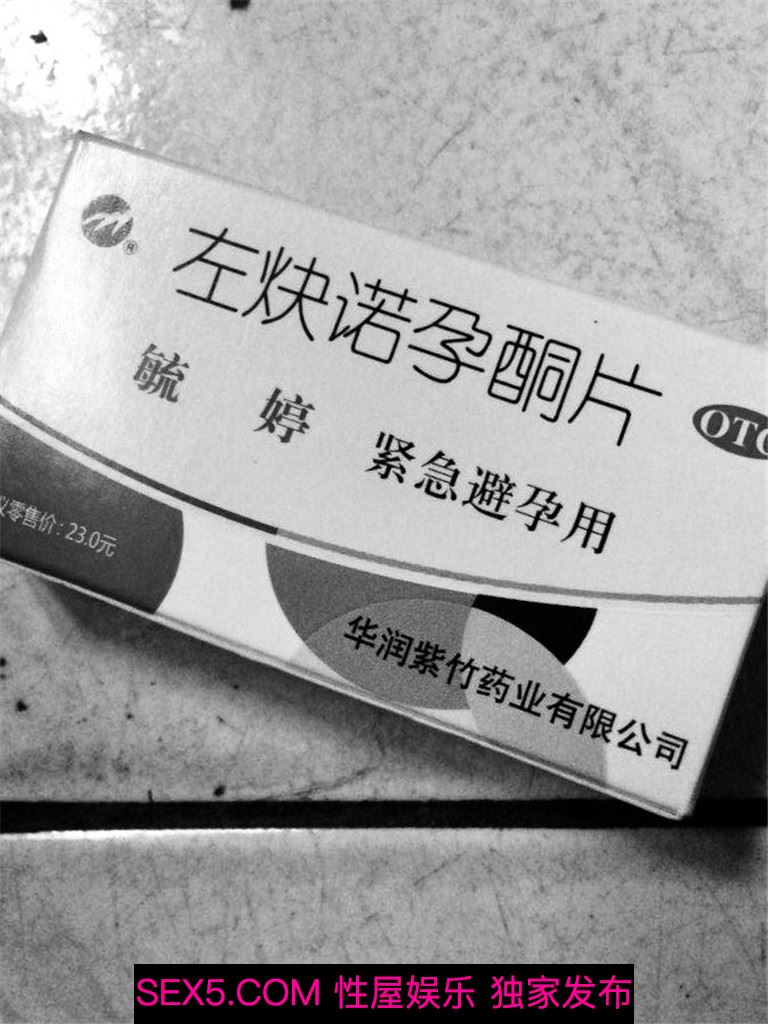 ®
左炔诺孕酮片
OTC
毓 婷 紧急避孕用
议零售价：23.0元
华润紫竹药业有限公司
SEX5.COM 性屋娱乐 独家发布